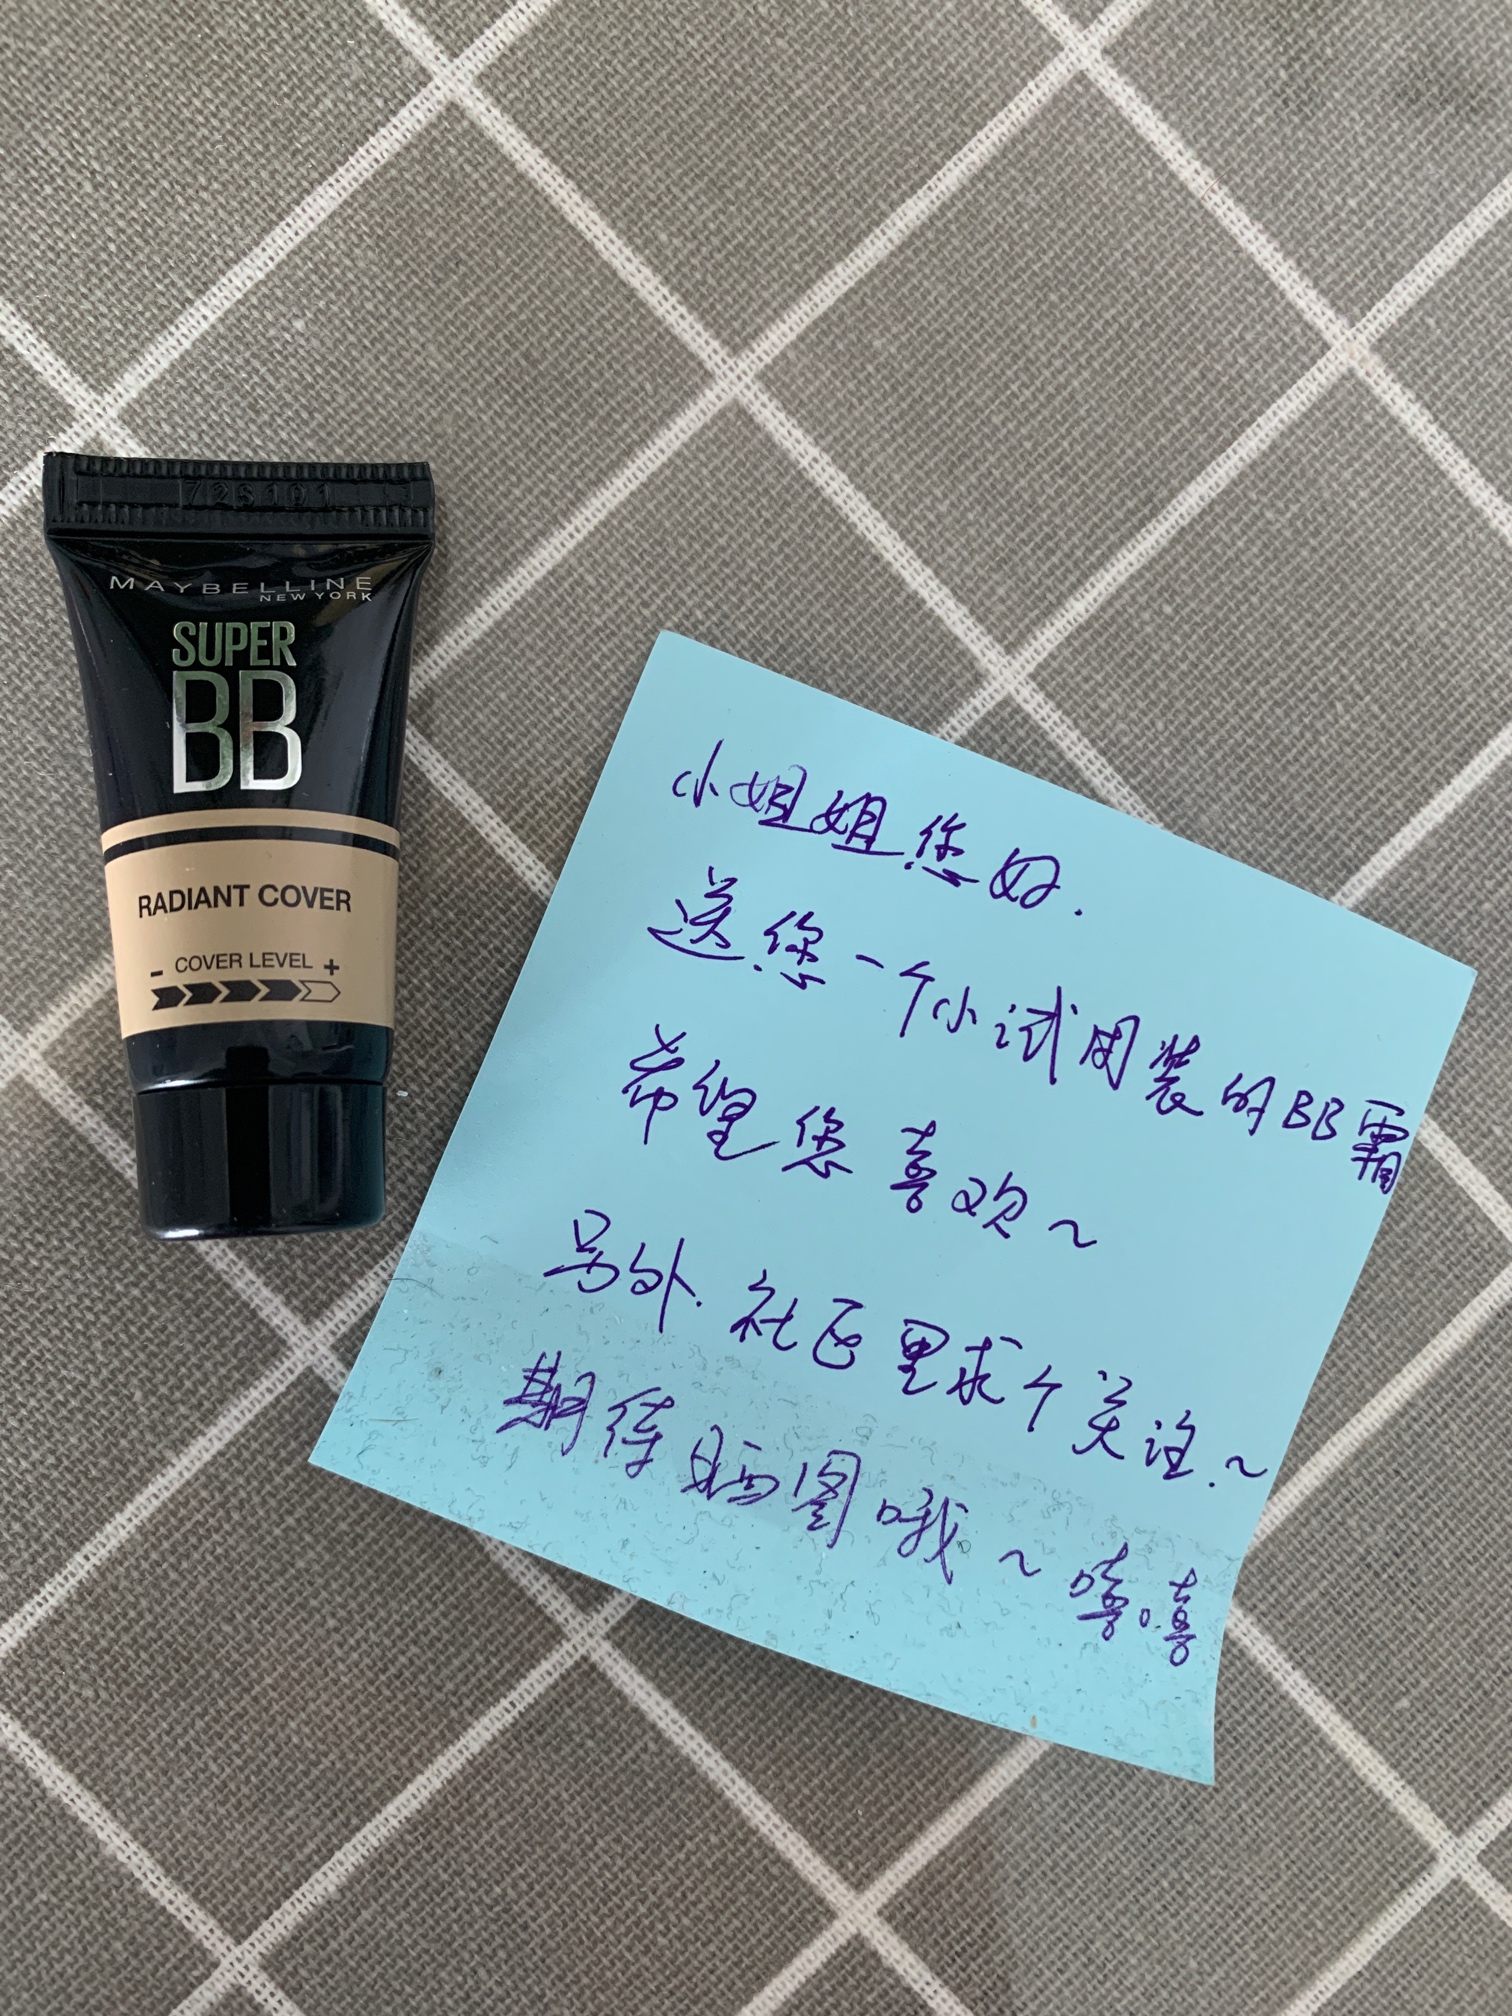 726101
MAYBELLINE
NEW YORK
SUPER
BB
RADIANT COVER
- COVER LEVEL +
小姐姐.您好.
送您一个小试用装的BB霜
希望您喜欢~
另外.社区里求个关注.~
期待晒图哦~嘻嘻